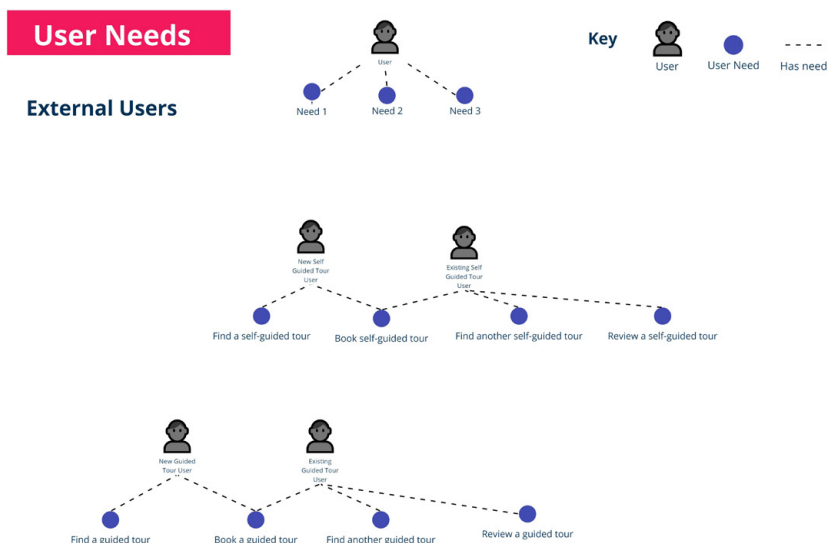 User Needs
External Users
User
Need 1
Need 2
Need 3
Key
User
User Need
Has need
New Self
Guided Tour
User
Existing Self
Guided Tour
User
Find a self-guided tour
Book self-guided tour
Find another self-guided tour
Review a self-guided tour
New Guided
Tour User
Existing
Guided Tour
User
Find a guided tour
Book a guided tour
Find another guided tour
Review a guided tour